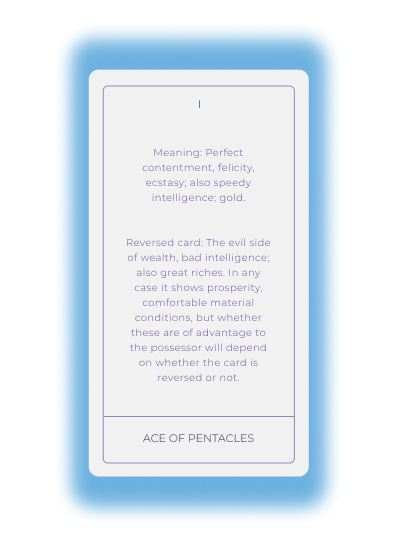 I
Meaning: Perfect
contentment, felicity,
ecstasy; also speedy
intelligence; gold.
Reversed card: The evil side
of wealth, bad intelligence;
also great riches. In any
case it shows prosperity,
comfortable material
conditions, but whether
these are of advantage to
the possessor will depend
on whether the card is
reversed or not.
ACE OF PENTACLES